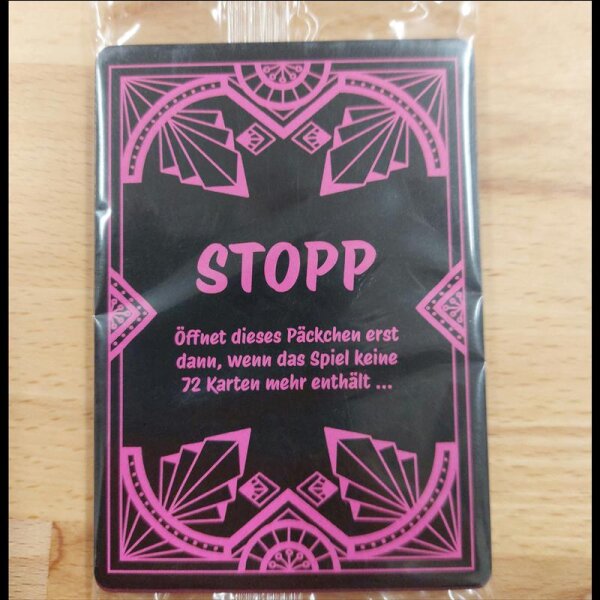 STOPP
Öffnet dieses Päckchen erst
dann, wenn das Spiel keine
72 Karten mehr enthält ...